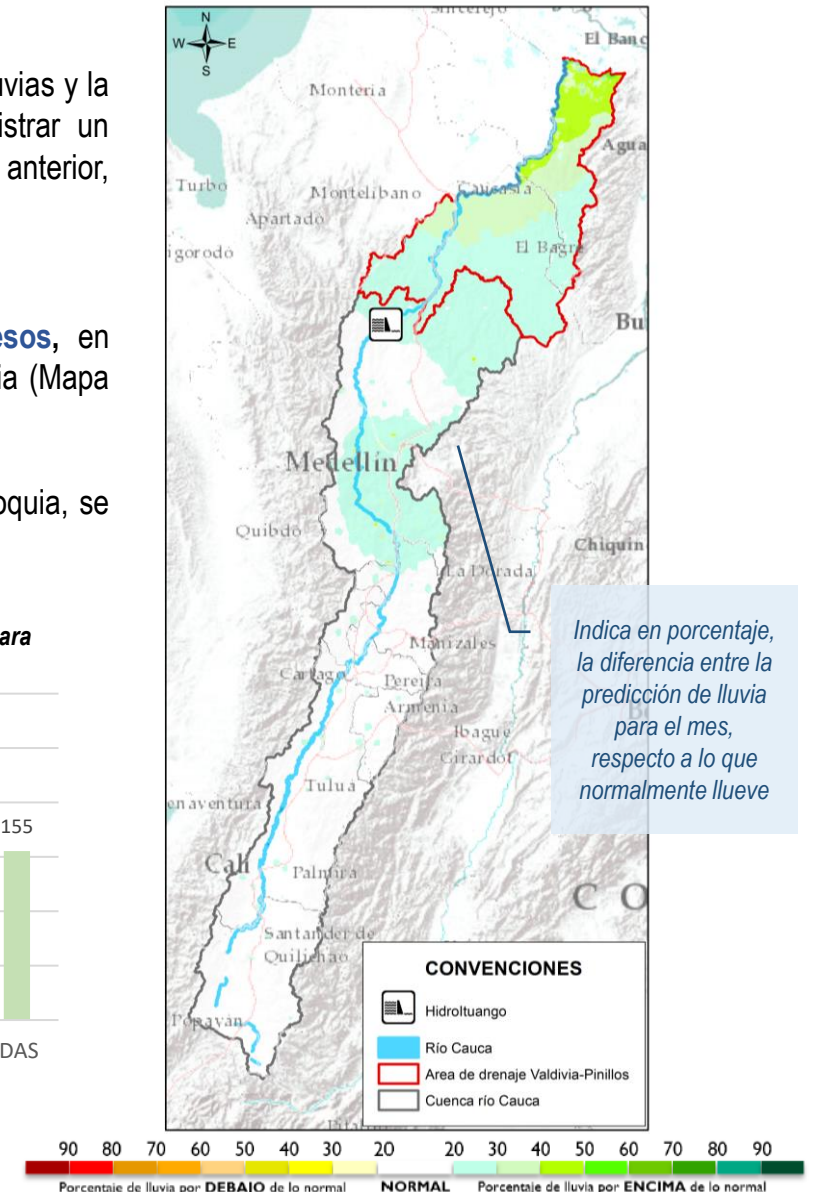 uvias y la
istrar un
anterior,
esos, en
ia (Mapa
oquia, se
ara
155
DAS
N
W E
S
Sincerejo
El Banc
Monteria
Agua
Turbo
Montelibano
Caucasia
Apartado
igorodó
El Bagre
Bu
Medellín
Quibdo
Chiquin
La Dorada
Manizales
Cartago
Pereira
Armenia
Ibague
Girardot
Tuluá
enaventura
Cali
Palmira
C O
Santander de
Quilichao
Popayán
Indica en porcentaje,
la diferencia entre la
predicción de lluvia
para el mes,
respecto a lo que
normalmente llueve
CONVENCIONES
HidroItuango
Río Cauca
Area de drenaje Valdivia-Pinillos
Cuenca río Cauca
90 80 70 60 50 40 30 20 20 30 40 50 60 70 80 90
Porcentaje de lluvia por DEBAJO de lo normal NORMAL Porcentaje de lluvia por ENCIMA de lo normal